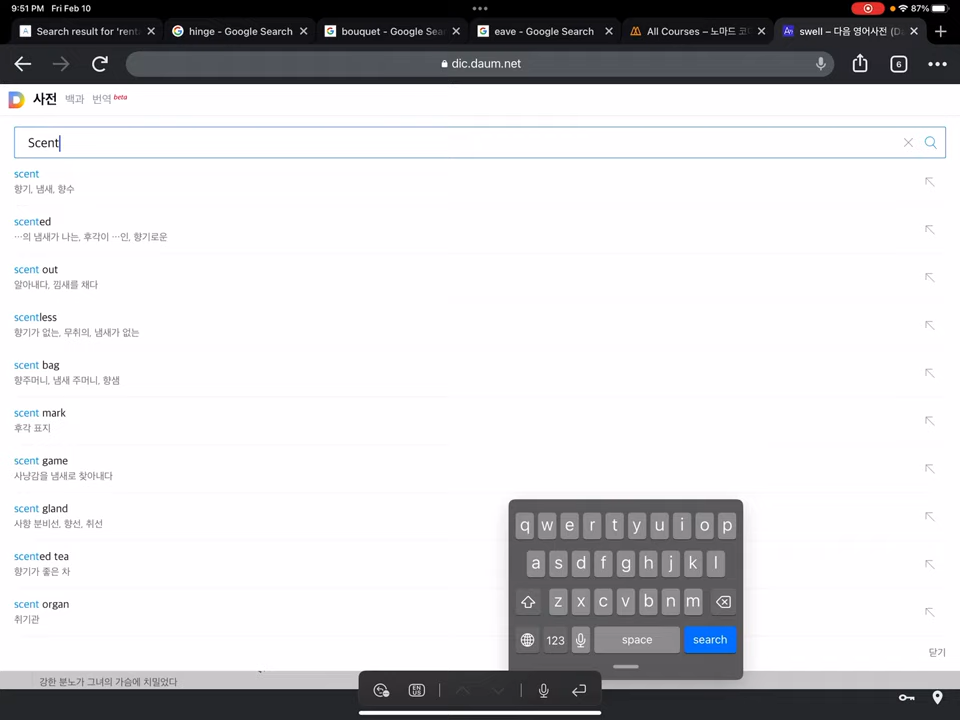 9:51 PM Fri Feb 10
87%
Search result for 'renta
hinge - Google Search
bouquet - Google Sear
eave - Google Search
All Courses – 노마드 코
swell – 다음 영어사전 (Da
dic.daum.net
6
사전 백과 번역 beta
Scent
scent
향기, 냄새, 향수
scented
…의 냄새가 나는, 후각이 …인, 향기로운
scent out
알아내다, 낌새를 채다
scentless
향기가 없는, 무취의, 냄새가 없는
scent bag
향주머니, 냄새 주머니, 향샘
scent mark
후각 표지
scent game
사냥감을 냄새로 찾아내다
scent gland
사향 분비선, 향선, 취선
scented tea
향기가 좋은 차
scent organ
취기관
닫기
강한 분노가 그녀의 가슴에 치밀었다
q w e r t y u i o p
a s d f g h j k l
z x c v b n m
123 space search
EN US